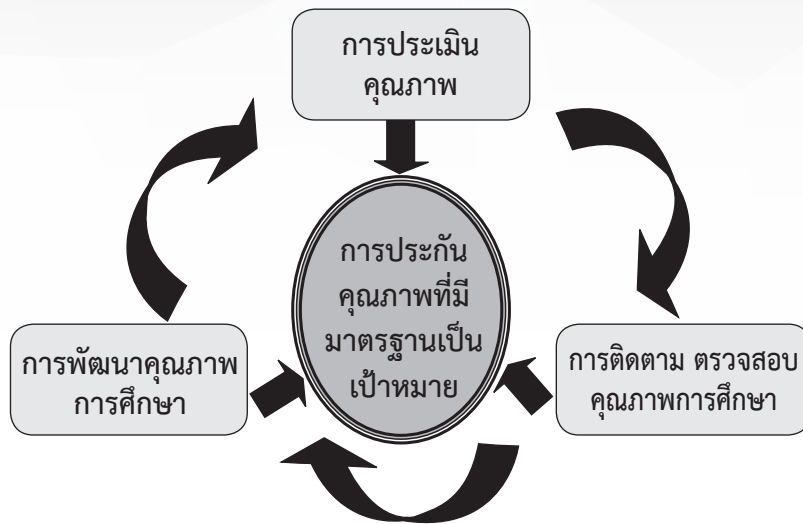 การประเมิน
คุณภาพ
การประกัน
คุณภาพที่มี
มาตรฐานเป็น
เป้าหมาย
การพัฒนาคุณภาพ
การศึกษา
การติดตาม ตรวจสอบ
คุณภาพการศึกษา